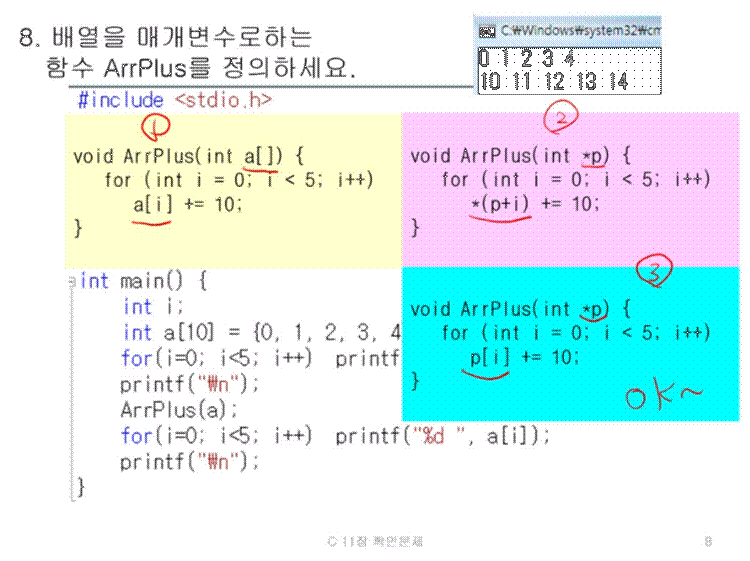 8. 배열을 매개변수로하는
함수 ArrPlus를 정의하세요.
C:₩Windows₩system32₩cm
0 1 2 3 4
10 11 12 13 14
#include <stdio.h>
1
void ArrPlus(int a[]) {
for (int i = 0; i < 5; i++)
a[i] += 10;
}
2
void ArrPlus(int *p) {
for (int i = 0; i < 5; i++)
*(p+i) += 10;
}
int main() {
int i;
int a[10] = {0, 1, 2, 3, 4
for(i=0; i<5; i++) printf
printf("₩n");
ArrPlus(a);
for(i=0; i<5; i++) printf("%d ", a[i]);
printf("₩n");
}
3
void ArrPlus(int *p) {
for (int i = 0; i < 5; i++)
p[i] += 10;
}
OK~
C 11장 확인문제
8